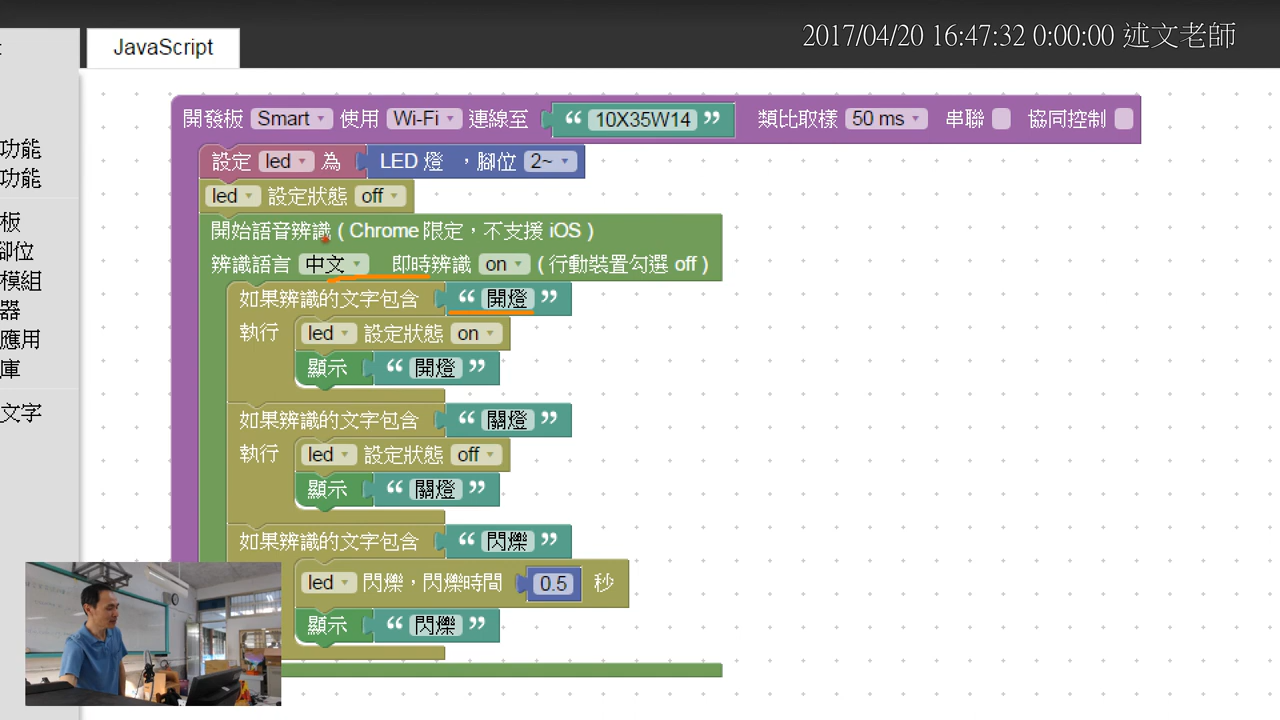 JavaScript
2017/04/20 16:47:32 0:00:00 述文老師
開發板 Smart 使用 Wi-Fi 連線至 “ 10X35W14 ” 類比取樣 50 ms 串聯 協同控制
設定 led 為 LED 燈 ，腳位 2~
led 設定狀態 off
開始語音辨識 ( Chrome 限定，不支援 iOS )
辨識語言 中文 即時辨識 on ( 行動裝置勾選 off )
如果辨識的文字包含 “ 開燈 ”
執行 led 設定狀態 on
顯示 “ 開燈 ”
如果辨識的文字包含 “ 關燈 ”
執行 led 設定狀態 off
顯示 “ 關燈 ”
如果辨識的文字包含 “ 閃爍 ”
led 閃爍，閃爍時間 0.5 秒
顯示 “ 閃爍 ”
功能
功能
板
腳位
模組
器
應用
庫
文字